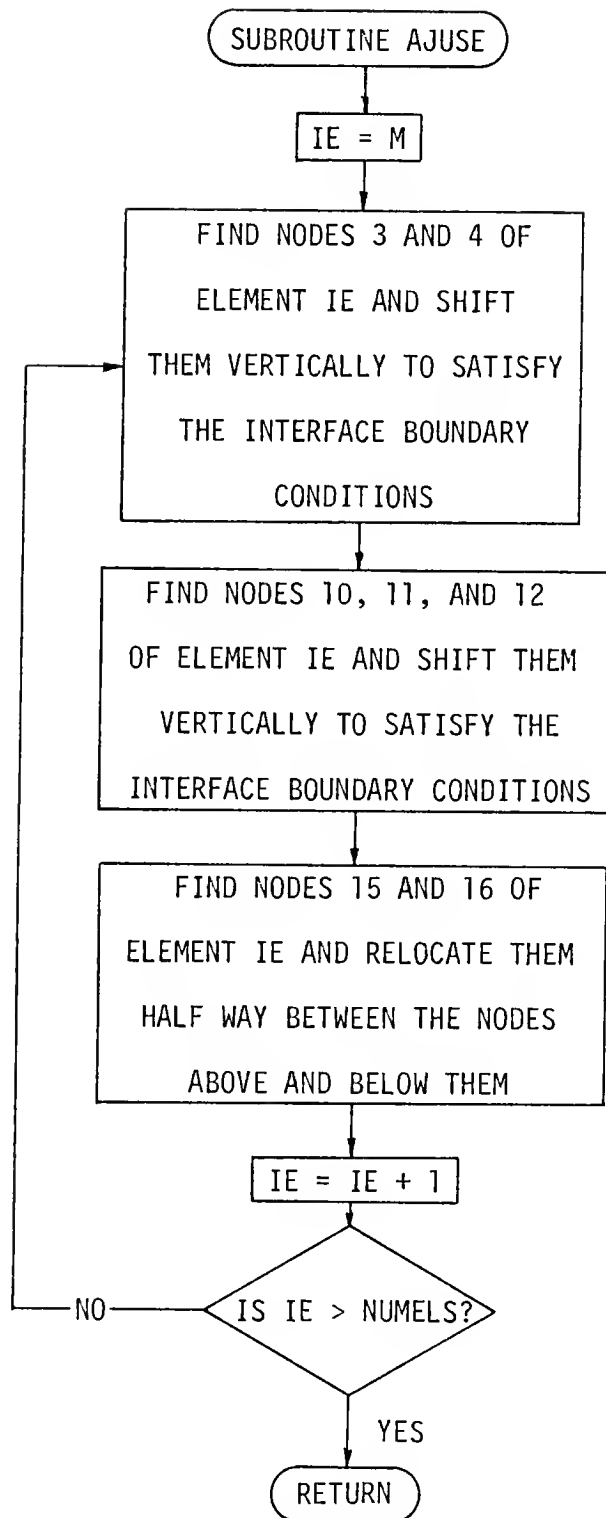 SUBROUTINE AJUSE
IE = M
FIND NODES 3 AND 4 OF
ELEMENT IE AND SHIFT
THEM VERTICALLY TO SATISFY
THE INTERFACE BOUNDARY
CONDITIONS
FIND NODES 10, 11, AND 12
OF ELEMENT IE AND SHIFT THEM
VERTICALLY TO SATISFY THE
INTERFACE BOUNDARY CONDITIONS
FIND NODES 15 AND 16 OF
ELEMENT IE AND RELOCATE THEM
HALF WAY BETWEEN THE NODES
ABOVE AND BELOW THEM
IE = IE + 1
NO
IS IE > NUMELS?
YES
RETURN